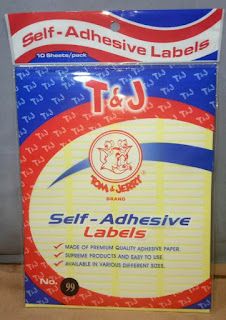 Self-Adhesive Labels
10 Sheets/pack
T&J
TOM & JERRY
BRAND
Self-Adhesive
Labels
✓ MADE OF PREMIUM QUALITY ADHESIVE PAPER.
✓ SUPREME PRODUCTS AND EASY TO USE.
✓ AVAILABLE IN VARIOUS DIFFERENT SIZES.
No. 99